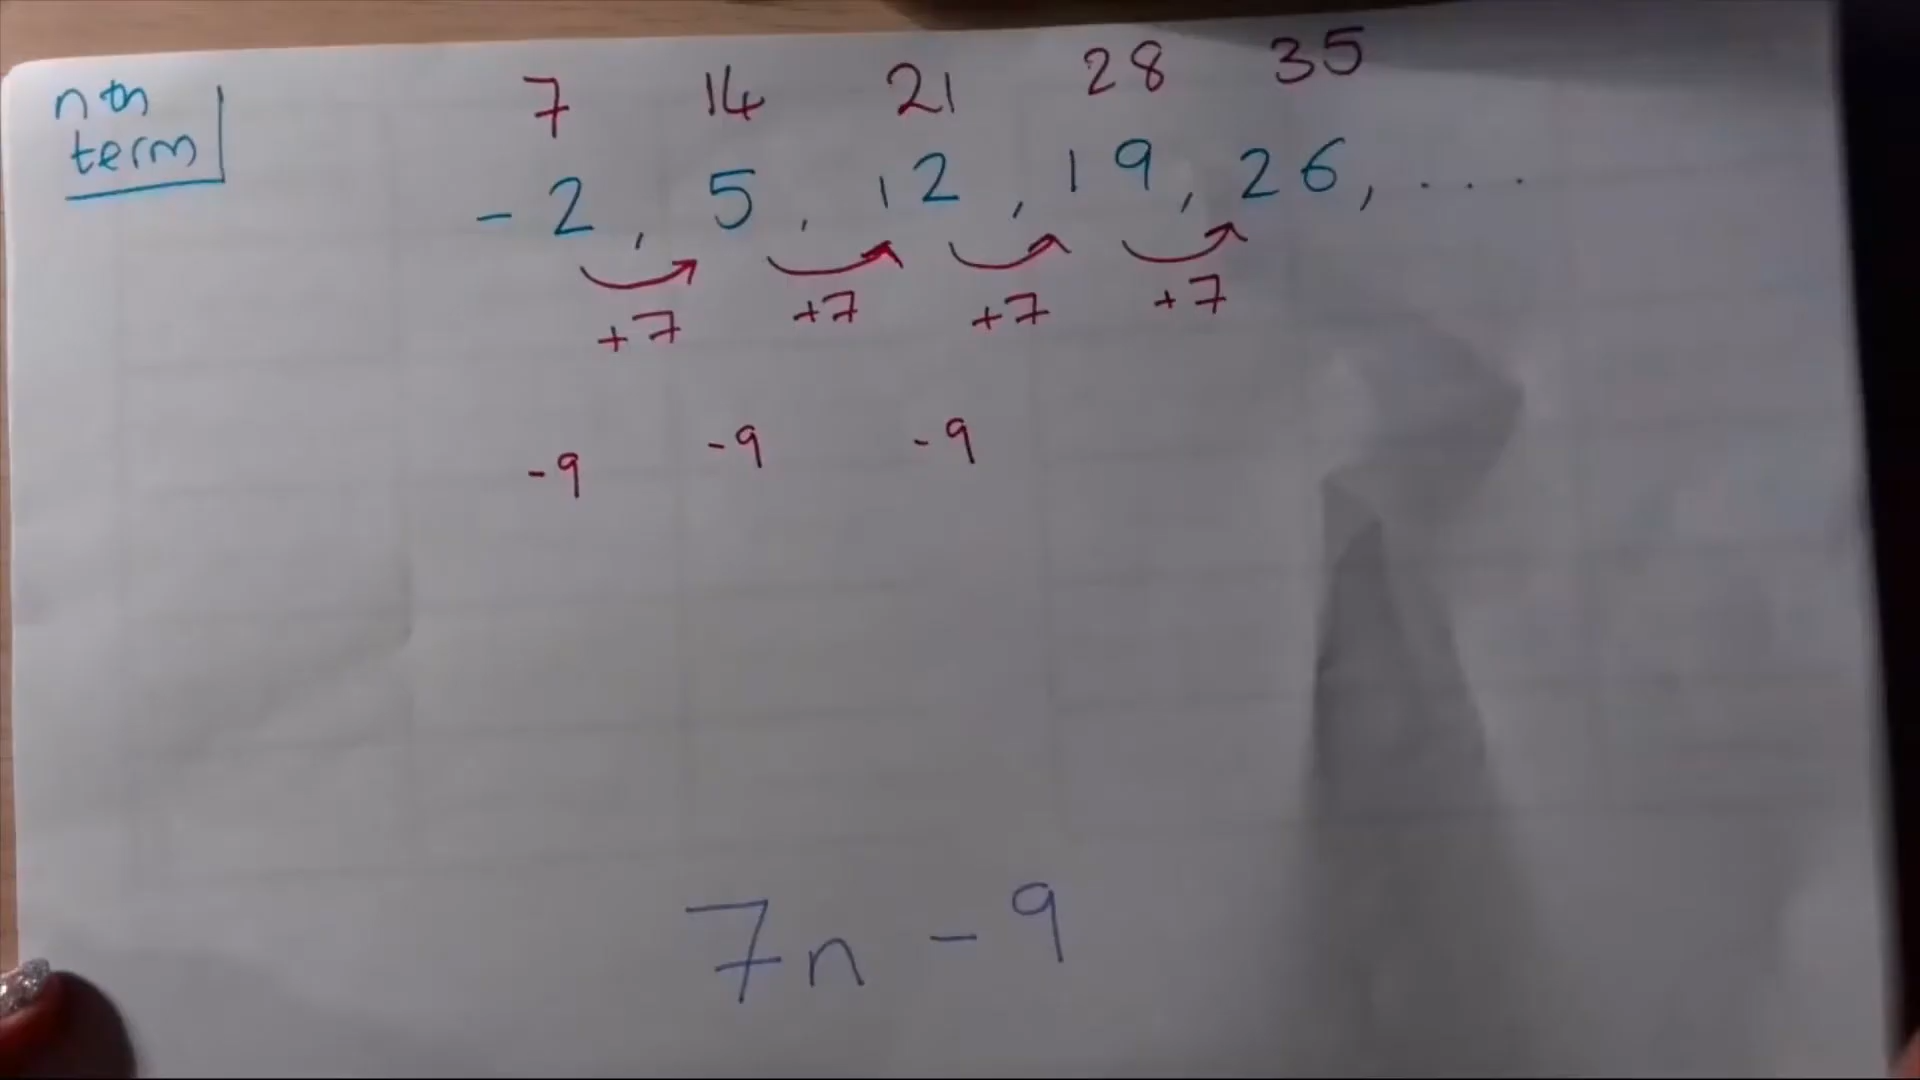 nth
term
7 14 21 28 35
-2, 5, 12, 19, 26, ....
+7 +7 +7 +7
-9 -9 -9
7n - 9